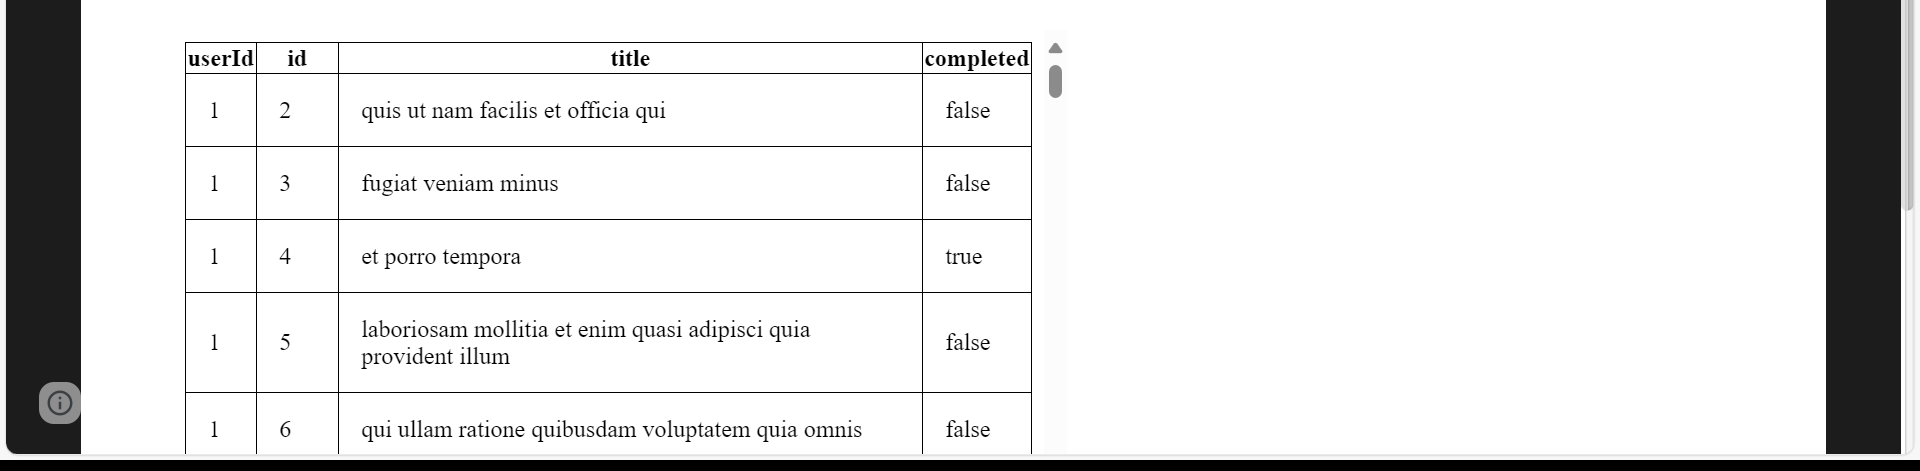 userId id title completed
1 2 quis ut nam facilis et officia qui false
1 3 fugiat veniam minus false
1 4 et porro tempora true
1 5 laboriosam mollitia et enim quasi adipisci quia false
provident illum
1 6 qui ullam ratione quibusdam voluptatem quia omnis false